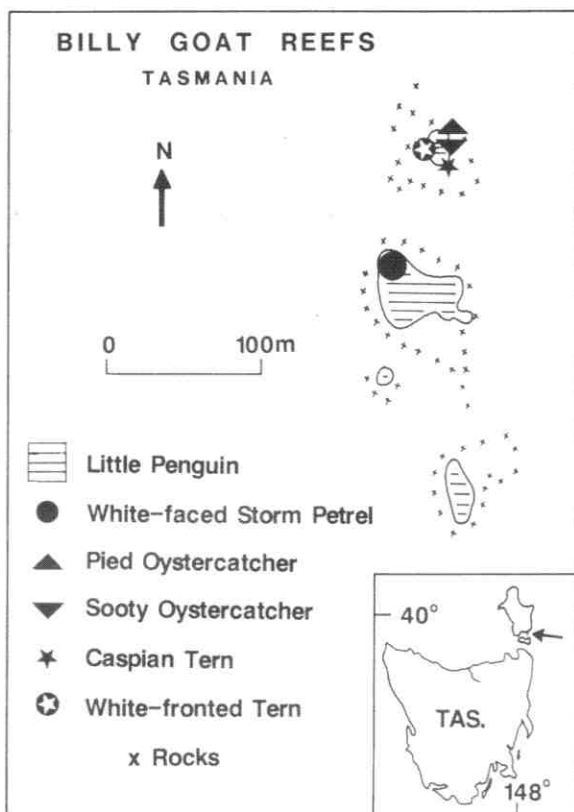 BILLY GOAT REEFS
TASMANIA
N
0 100m
Little Penguin
White-faced Storm Petrel
Pied Oystercatcher
Sooty Oystercatcher
Caspian Tern
White-fronted Tern
x Rocks
40°
TAS.
148°